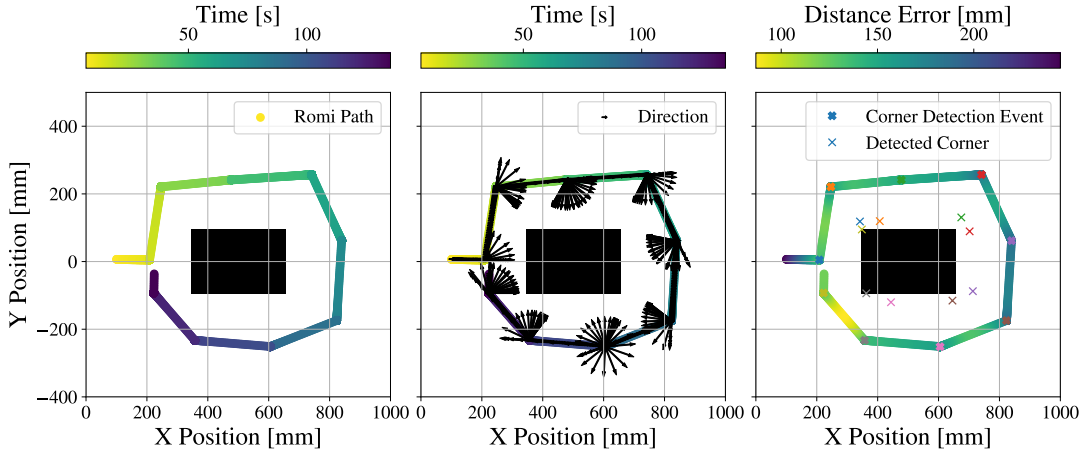 Time [s]
Time [s]
Distance Error [mm]
50 100
50 100
100 150 200
Romi Path
Direction
Corner Detection Event
Detected Corner
Y Position [mm]
400
200
0
−200
−400
0 200 400 600 800 1000
0 200 400 600 800 1000
0 200 400 600 800 1000
X Position [mm]
X Position [mm]
X Position [mm]